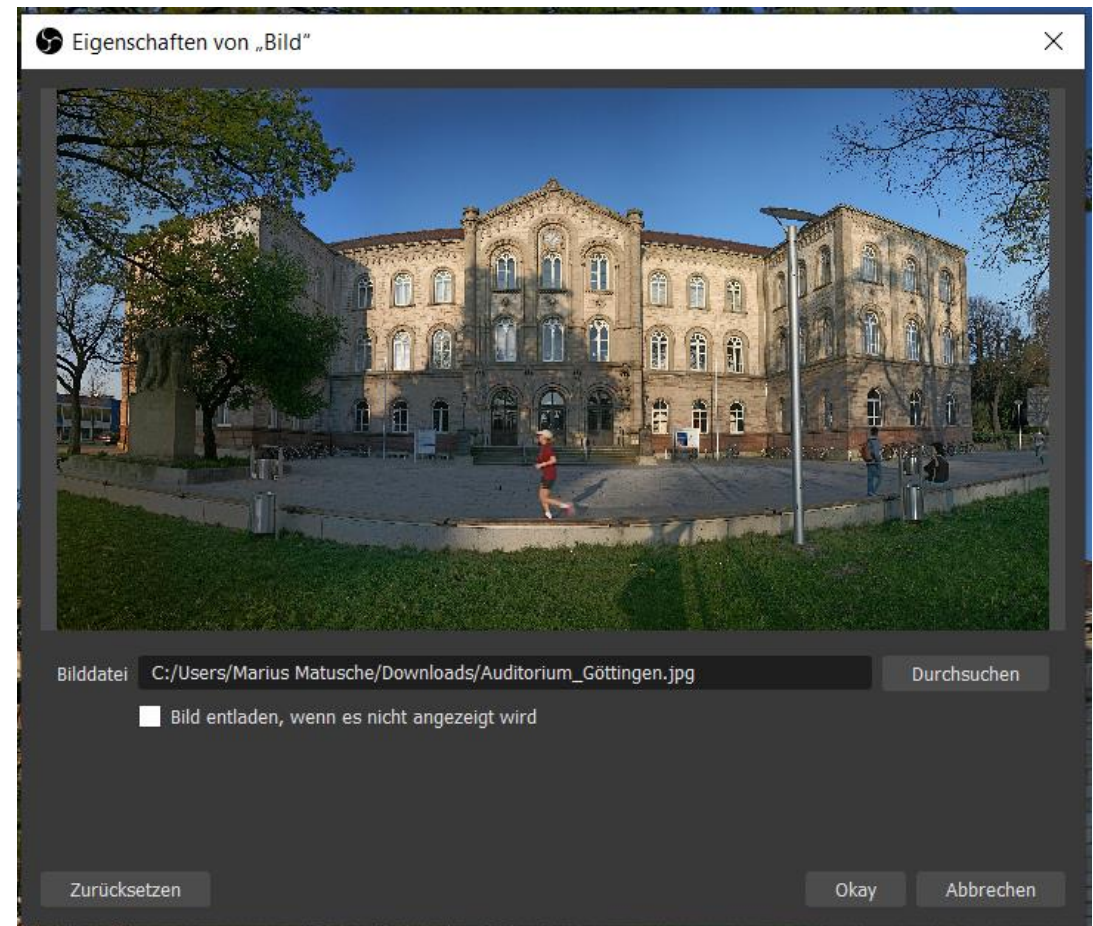 Eigenschaften von „Bild“
Bilddatei C:/Users/Marius Matusche/Downloads/Auditorium_Göttingen.jpg Durchsuchen
Bild entladen, wenn es nicht angezeigt wird
Zurücksetzen Okay Abbrechen